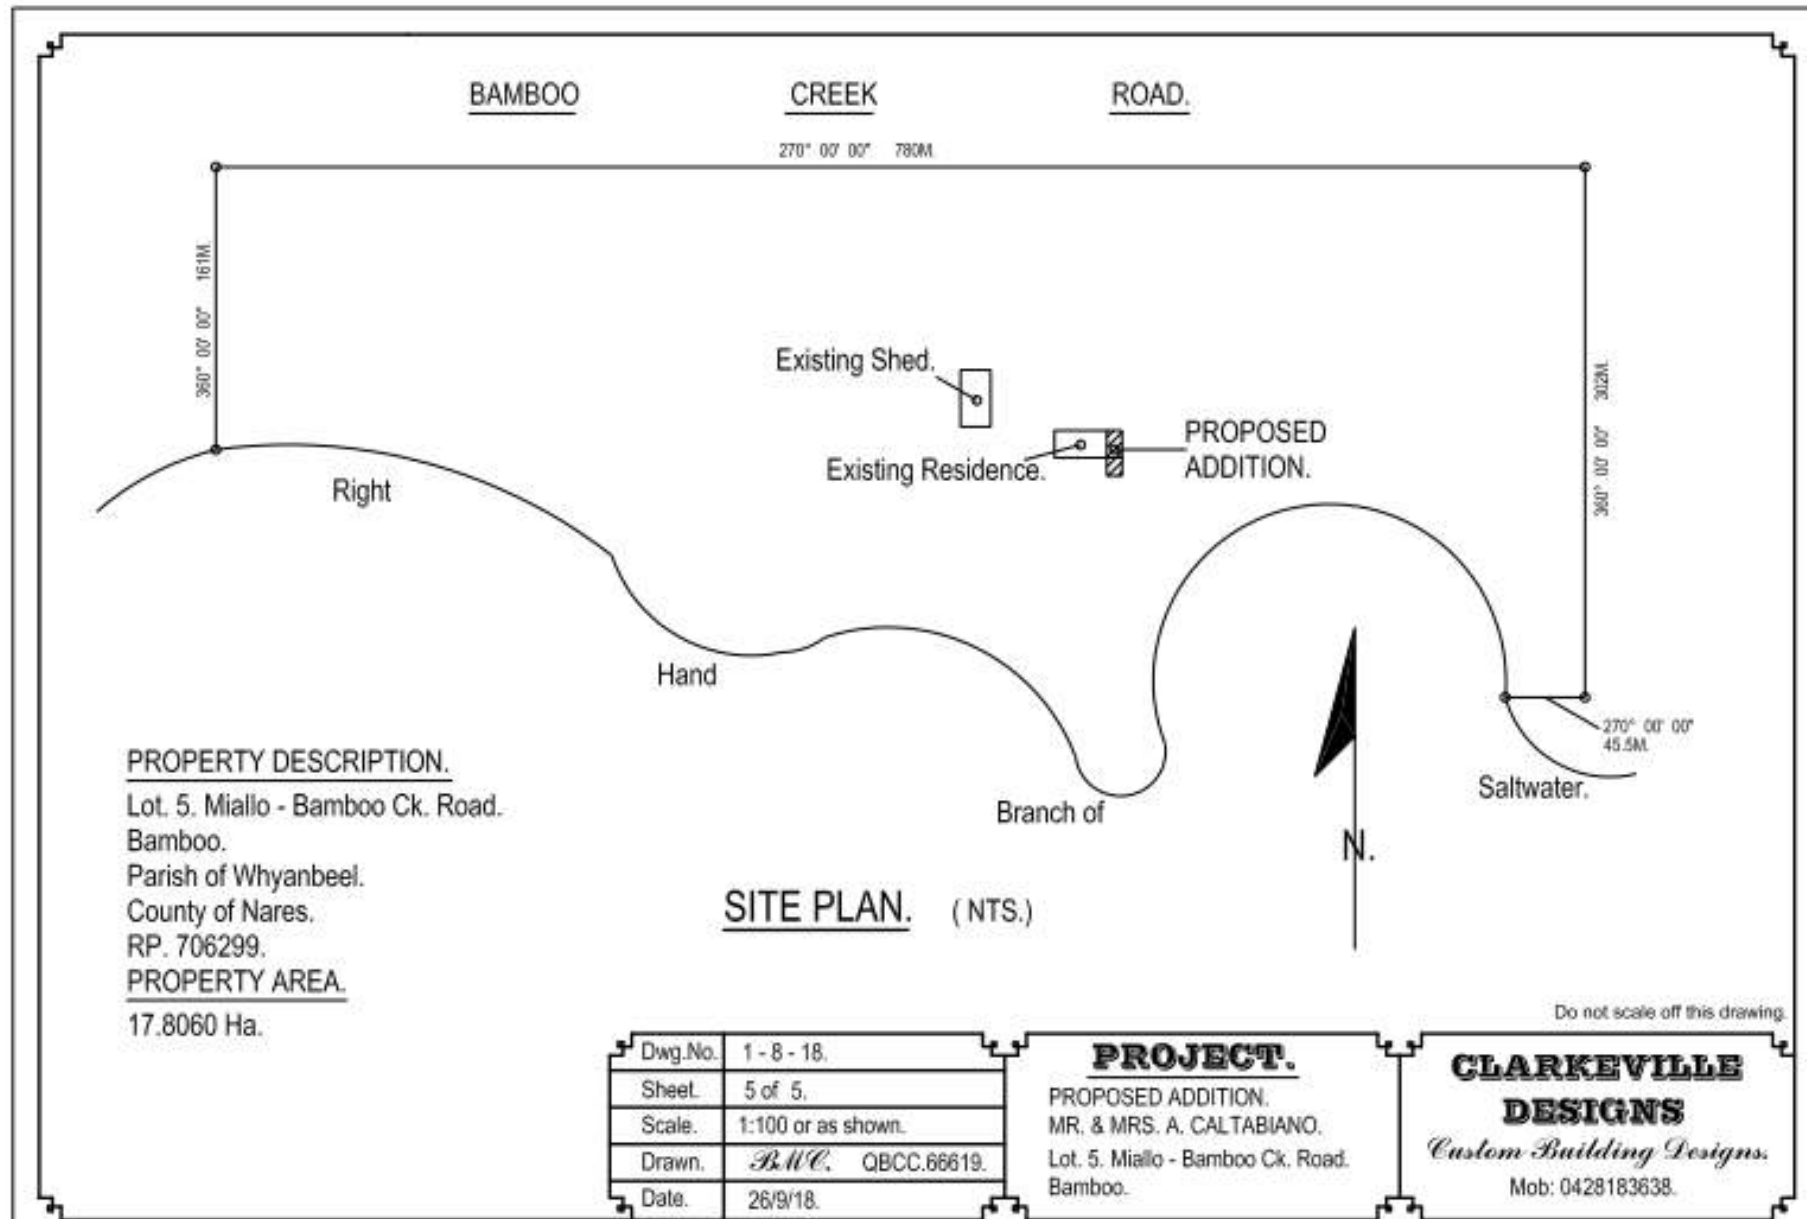 BAMBOO CREEK ROAD.
270° 00' 00" 780M.
360° 00' 00" 161M.
Existing Shed.
360° 00' 00" 302M.
PROPOSED
ADDITION.
Existing Residence.
Right
Hand
270° 00' 00"
45.5M.
Saltwater.
Branch of
N.
PROPERTY DESCRIPTION.
Lot. 5. Miallo - Bamboo Ck. Road.
Bamboo.
Parish of Whyanbeel.
County of Nares.
RP. 706299.
PROPERTY AREA.
17.8060 Ha.
SITE PLAN. ( NTS.)
Do not scale off this drawing.
Dwg.No. 1 - 8 - 18.
Sheet. 5 of 5.
Scale. 1:100 or as shown.
Drawn. BMC. QBCC.66619.
Date. 26/9/18.
PROJECT.
PROPOSED ADDITION.
MR. & MRS. A. CALTABIANO.
Lot. 5. Miallo - Bamboo Ck. Road.
Bamboo.
CLARKEVILLE
DESIGNS
Custom Building Designs.
Mob: 0428183638.